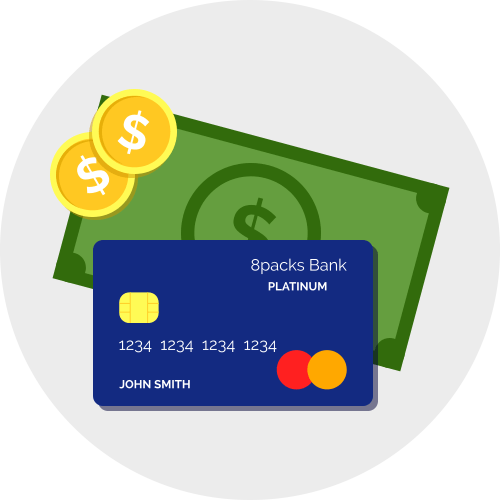 $
$
$
8packs Bank
PLATINUM
1234 1234 1234 1234
JOHN SMITH